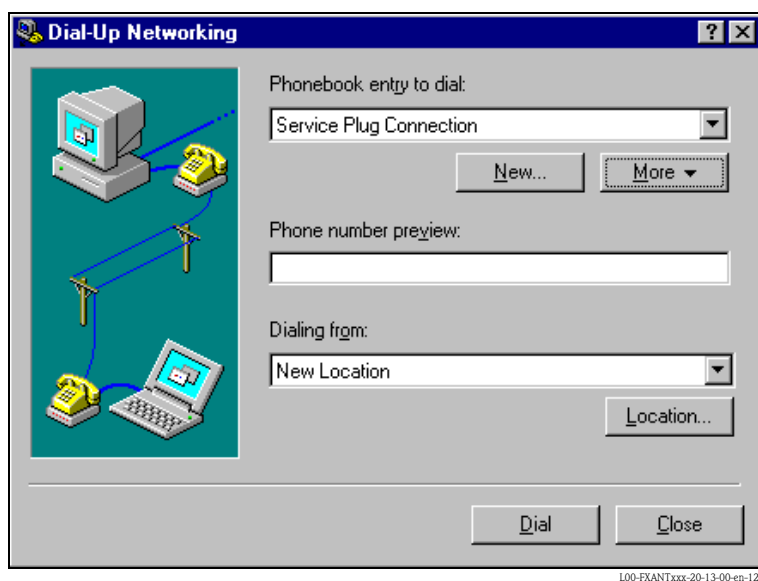 Dial-Up Networking
Phonebook entry to dial:
Service Plug Connection
New... More
Phone number preview:
Dialing from:
New Location
Location...
Dial Close
L00-FXANTxxx-20-13-00-en-12